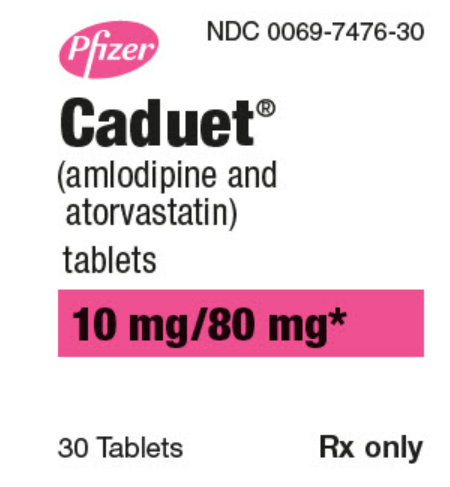 Pfizer
NDC 0069-7476-30
Caduet®
(amlodipine and
atorvastatin)
tablets
10 mg/80 mg*
30 Tablets
Rx only